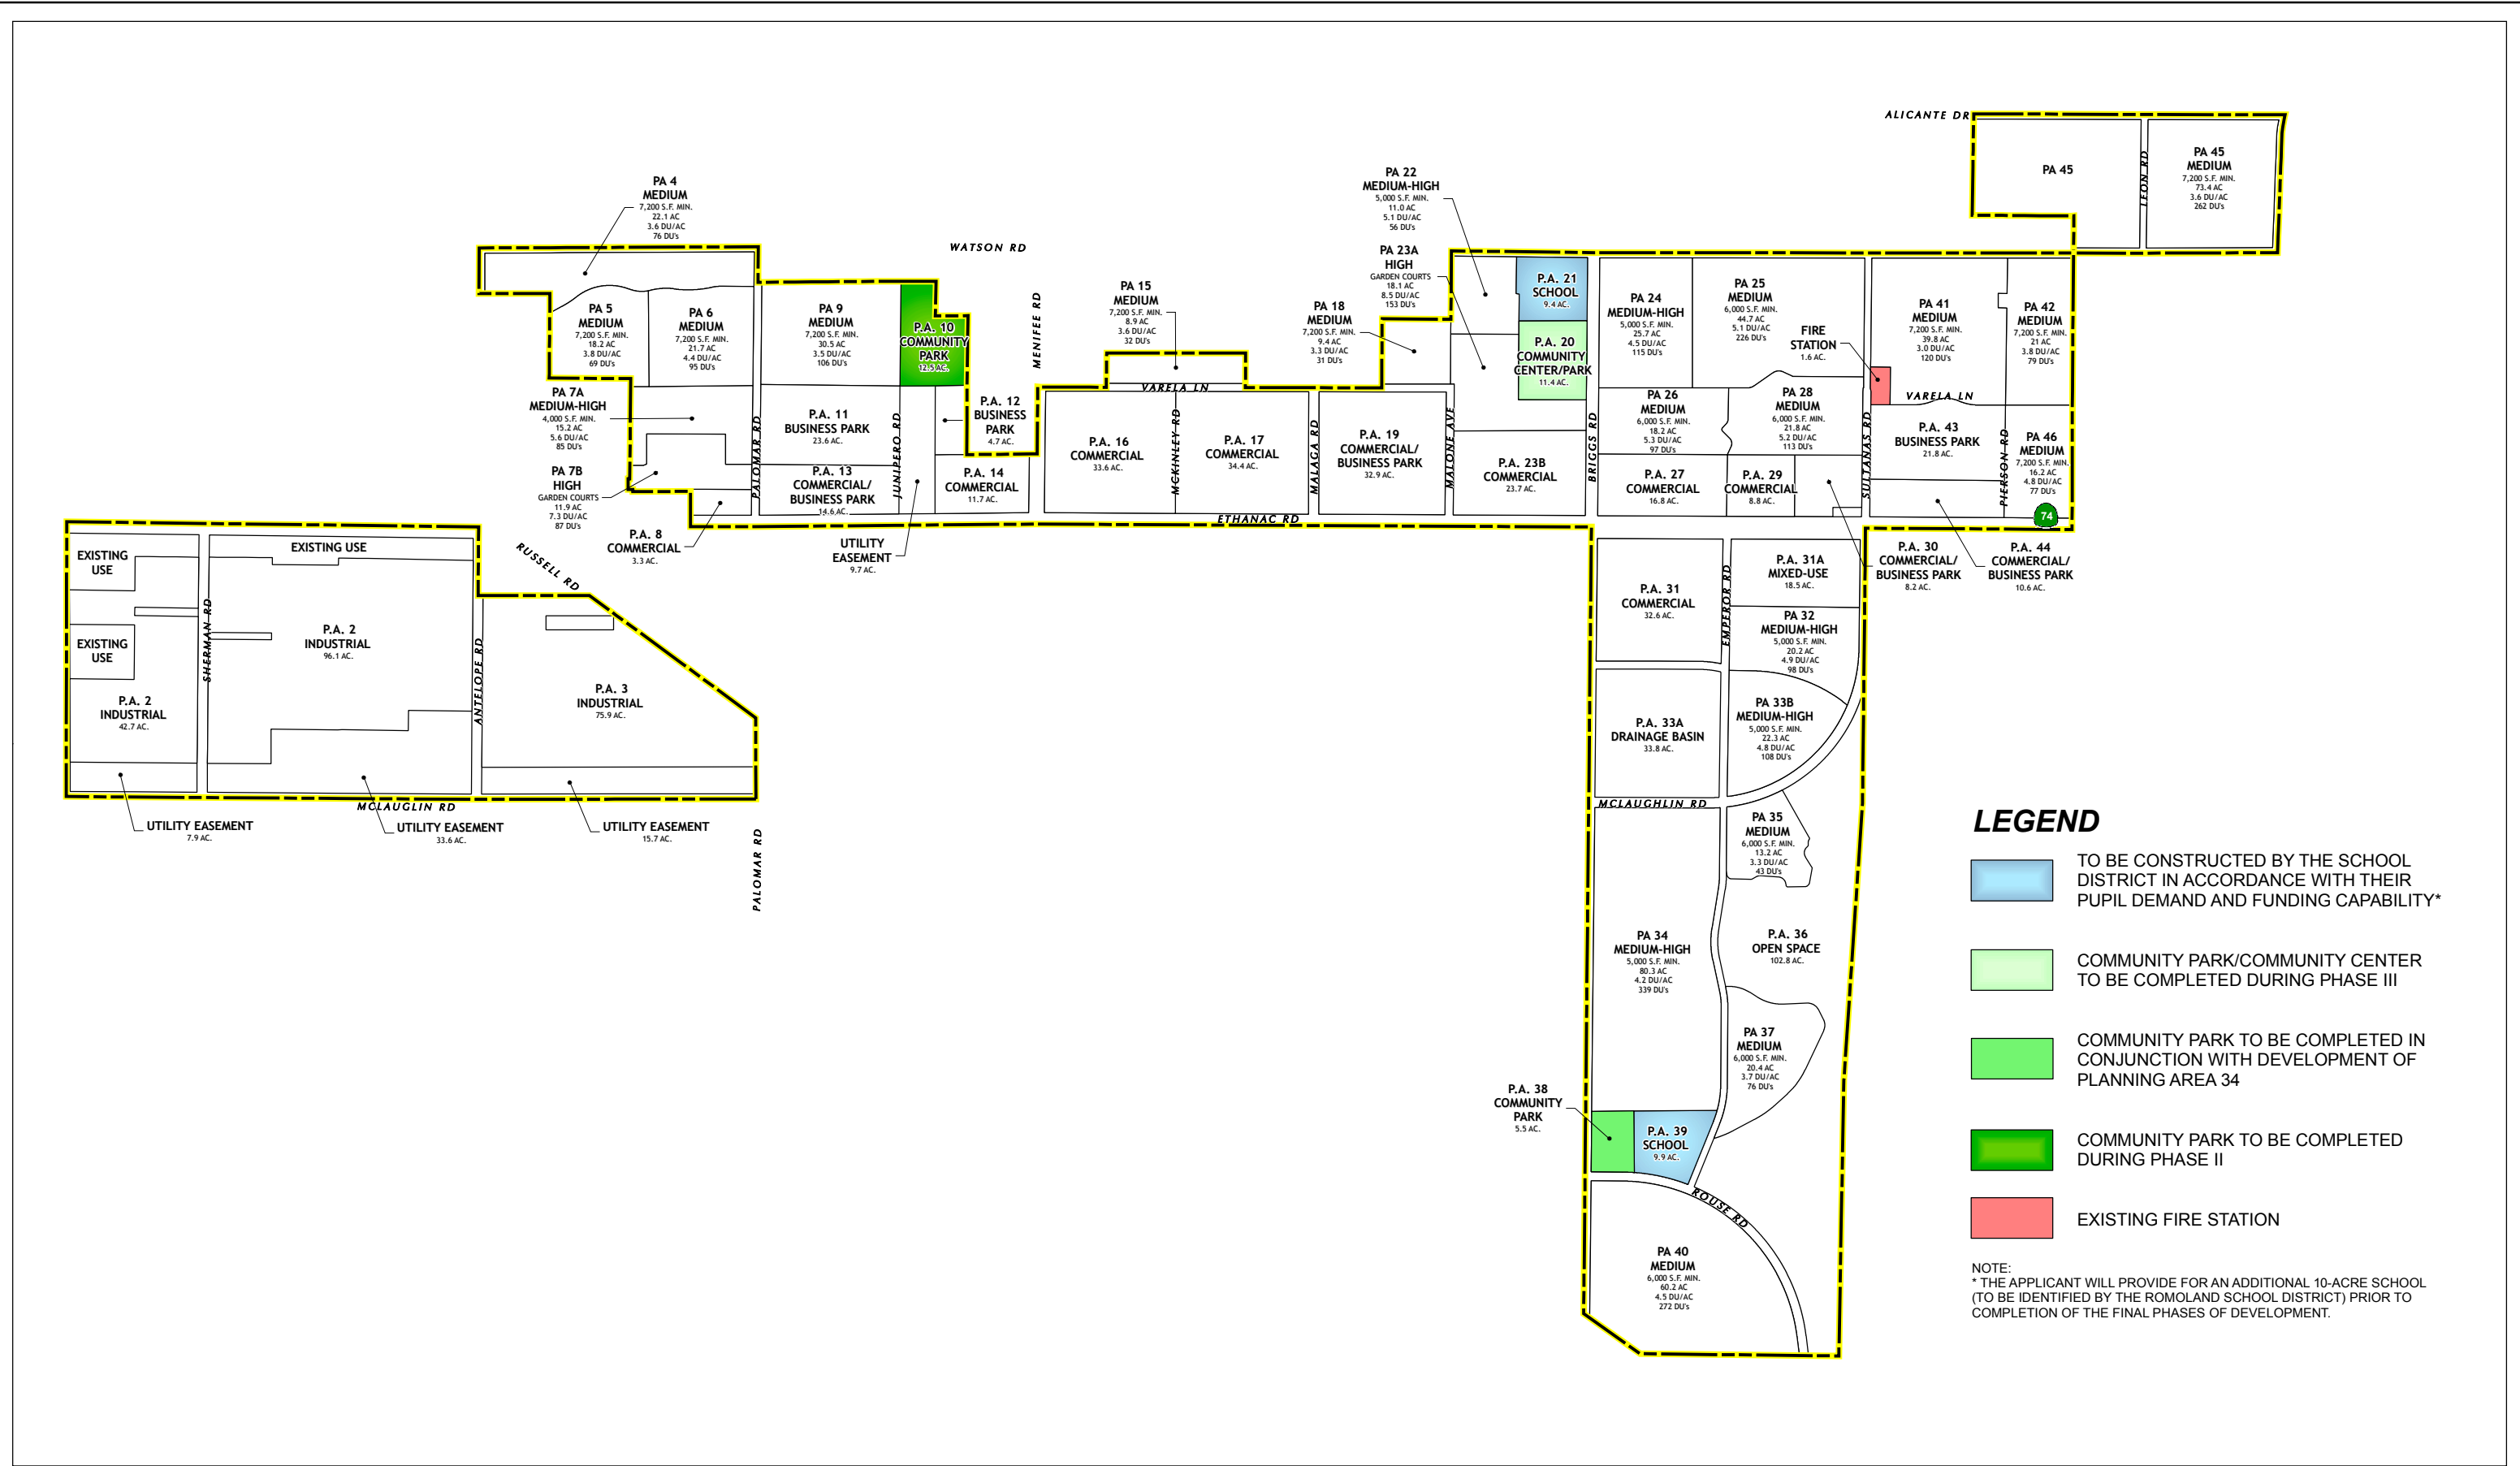 ALICANTE DR
PA 45
LEON RD
PA 45
MEDIUM
7,200 S.F. MIN.
73.4 AC
3.6 DU/AC
262 DU's
PA 4
MEDIUM
7,200 S.F. MIN.
22.1 AC
3.6 DU/AC
76 DU's
WATSON RD
PA 5
MEDIUM
7,200 S.F. MIN.
18.2 AC
3.8 DU/AC
69 DU's
PA 6
MEDIUM
7,200 S.F. MIN.
21.7 AC
4.4 DU/AC
95 DU's
PA 9
MEDIUM
7,200 S.F. MIN.
30.5 AC
3.5 DU/AC
106 DU's
P.A. 10
COMMUNITY
PARK
12.5 AC.
MENIFEE RD
PA 15
MEDIUM
7,200 S.F. MIN.
8.9 AC
3.6 DU/AC
32 DU's
VARELA LN
PA 18
MEDIUM
7,200 S.F. MIN.
9.4 AC
3.3 DU/AC
31 DU's
PA 22
MEDIUM-HIGH
5,000 S.F. MIN.
11.0 AC
5.1 DU/AC
56 DU's
PA 23A
HIGH
GARDEN COURTS
18.1 AC
8.5 DU/AC
153 DU's
P.A. 21
SCHOOL
9.4 AC.
P.A. 20
COMMUNITY
CENTER/PARK
11.4 AC.
PA 24
MEDIUM-HIGH
5,000 S.F. MIN.
25.7 AC
4.5 DU/AC
115 DU's
PA 25
MEDIUM
6,000 S.F. MIN.
44.7 AC
5.1 DU/AC
226 DU's
FIRE
STATION
1.6 AC.
PA 41
MEDIUM
7,200 S.F. MIN.
39.8 AC
3.0 DU/AC
120 DU's
PA 42
MEDIUM
7,200 S.F. MIN.
21 AC
3.8 DU/AC
79 DU's
VARELA LN
PA 7A
MEDIUM-HIGH
4,000 S.F. MIN.
15.2 AC
5.6 DU/AC
85 DU's
PA 7B
HIGH
GARDEN COURTS
11.9 AC
7.3 DU/AC
87 DU's
P.A. 8
COMMERCIAL
3.3 AC.
PALOMAR RD
P.A. 11
BUSINESS PARK
23.6 AC.
P.A. 13
COMMERCIAL/
BUSINESS PARK
14.6 AC.
JUNIPERO RD
UTILITY
EASEMENT
9.7 AC.
P.A. 12
BUSINESS
PARK
4.7 AC.
P.A. 14
COMMERCIAL
11.7 AC.
P.A. 16
COMMERCIAL
33.6 AC.
MCKINLEY RD
P.A. 17
COMMERCIAL
34.4 AC.
MALAGA RD
P.A. 19
COMMERCIAL/
BUSINESS PARK
32.9 AC.
MALONE AVE
P.A. 23B
COMMERCIAL
23.7 AC.
BRIGGS RD
ETHANAC RD
PA 26
MEDIUM
6,000 S.F. MIN.
18.2 AC
5.3 DU/AC
97 DU's
PA 28
MEDIUM
6,000 S.F. MIN.
21.8 AC
5.2 DU/AC
113 DU's
P.A. 27
COMMERCIAL
16.8 AC.
P.A. 29
COMMERCIAL
8.8 AC.
SULTANAS RD
P.A. 43
BUSINESS PARK
21.8 AC.
PIERSON RD
PA 46
MEDIUM
7,200 S.F. MIN.
16.2 AC
4.8 DU/AC
77 DU's
74
P.A. 30
COMMERCIAL/
BUSINESS PARK
8.2 AC.
P.A. 44
COMMERCIAL/
BUSINESS PARK
10.6 AC.
EXISTING
USE
EXISTING USE
EXISTING
USE
SHERMAN RD
P.A. 2
INDUSTRIAL
96.1 AC.
P.A. 2
INDUSTRIAL
42.7 AC.
ANTELOPE RD
RUSSELL RD
P.A. 3
INDUSTRIAL
75.9 AC.
MCLAUGLIN RD
UTILITY EASEMENT
7.9 AC.
UTILITY EASEMENT
33.6 AC.
UTILITY EASEMENT
15.7 AC.
PALOMAR RD
P.A. 31
COMMERCIAL
32.6 AC.
EMPEROR RD
P.A. 31A
MIXED-USE
18.5 AC.
PA 32
MEDIUM-HIGH
5,000 S.F. MIN.
20.2 AC
4.9 DU/AC
98 DU's
P.A. 33A
DRAINAGE BASIN
33.8 AC.
PA 33B
MEDIUM-HIGH
5,000 S.F. MIN.
22.3 AC
4.8 DU/AC
108 DU's
MCLAUGHLIN RD
PA 35
MEDIUM
6,000 S.F. MIN.
13.2 AC
3.3 DU/AC
43 DU's
PA 34
MEDIUM-HIGH
5,000 S.F. MIN.
80.3 AC
4.2 DU/AC
339 DU's
P.A. 36
OPEN SPACE
102.8 AC.
PA 37
MEDIUM
6,000 S.F. MIN.
20.4 AC
3.7 DU/AC
76 DU's
P.A. 38
COMMUNITY
PARK
5.5 AC.
P.A. 39
SCHOOL
9.9 AC.
ROUSE RD
PA 40
MEDIUM
6,000 S.F. MIN.
60.2 AC
4.5 DU/AC
272 DU's
LEGEND
TO BE CONSTRUCTED BY THE SCHOOL
DISTRICT IN ACCORDANCE WITH THEIR
PUPIL DEMAND AND FUNDING CAPABILITY*
COMMUNITY PARK/COMMUNITY CENTER
TO BE COMPLETED DURING PHASE III
COMMUNITY PARK TO BE COMPLETED IN
CONJUNCTION WITH DEVELOPMENT OF
PLANNING AREA 34
COMMUNITY PARK TO BE COMPLETED
DURING PHASE II
EXISTING FIRE STATION
NOTE:
* THE APPLICANT WILL PROVIDE FOR AN ADDITIONAL 10-ACRE SCHOOL
(TO BE IDENTIFIED BY THE ROMOLAND SCHOOL DISTRICT) PRIOR TO
COMPLETION OF THE FINAL PHASES OF DEVELOPMENT.